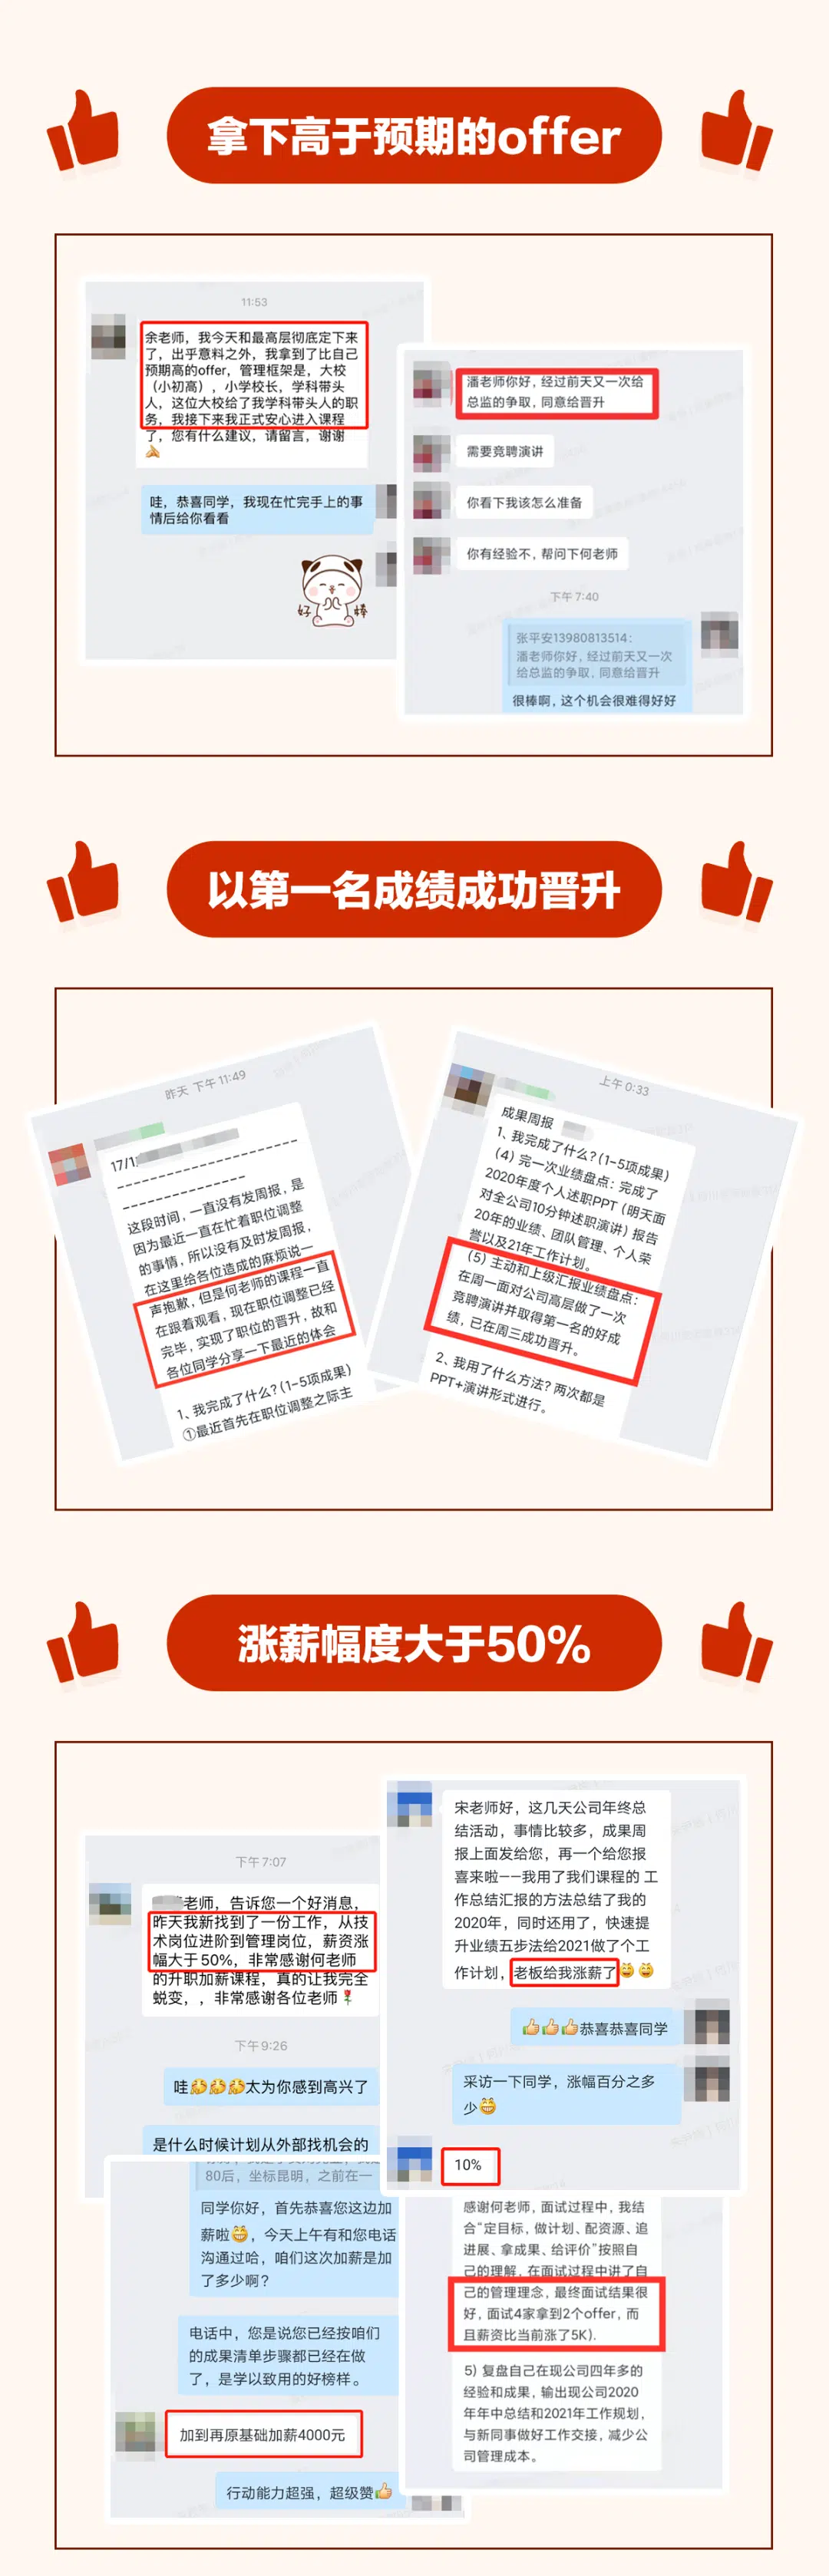 拿下高于预期的offer
11:53
余老师，我今天和最高层彻底定下来
了，出乎意料之外，我拿到了比自己
预期高的offer，管理框架是，大校
（小初高），小学校长，学科带头
人，这位大校给了我学科带头人的职
务，我接下来我正式安心进入课程
了，您有什么建议，请留言，谢谢
🙏
哇，恭喜同学，我现在忙完手上的事
情后给你看看
好棒
潘老师你好，经过前天又一次给
总监的争取，同意给晋升
需要竞聘演讲
你看下我该怎么准备
你有经验不，帮问下何老师
下午 7:40
张平安13980813514：
潘老师你好，经过前天又一次
给总监的争取，同意给晋升
很棒啊，这个机会很难得好好
以第一名成绩成功晋升
昨天 下午 11:49
17/1
--------------------------------
----------------------
这段时间，一直没有发周报，是
因为最近一直在忙着职位调整
的事情，所以没有及时发周报，
在这里给各位造成的麻烦说一
声抱歉，但是何老师的课程一直
在跟着观看，现在职位调整已经
完毕，实现了职位的晋升，故和
各位同学分享一下最近的体会
1、我完成了什么？（1-5项成果）
①最近首先在职位调整之际主
上午 0:33
成果周报
1、我完成了什么？（1-5项成果）
（4）完一次业绩盘点：完成了
2020年度个人述职PPT（明天面
对全公司10分钟述职演讲）报告
20年的业绩、团队管理、个人荣
誉以及21年工作计划。
（5）主动和上级汇报业绩盘点：
在周一面对公司高层做了一次
竞聘演讲并取得第一名的好成
绩，已在周三成功晋升。
2、我用了什么方法？两次都是
PPT+演讲形式进行。
涨薪幅度大于50%
下午 7:07
老师，告诉您一个好消息，
昨天我新找到了一份工作，从技
术岗位进阶到管理岗位，薪资涨
幅大于 50%，非常感谢何老师
的升职加薪课程，真的让我完全
蜕变，，非常感谢各位老师🌹
下午 9:26
哇🥳🥳🥳太为你感到高兴了
是什么时候计划从外部找机会的
宋老师好，这几天公司年终总
结活动，事情比较多，成果周
报上面发给您，再一个给您报
喜来啦——我用了我们课程的 工
作总结汇报的方法总结了我的
2020年，同时还用了，快速提
升业绩五步法给2021做了个工
作计划，老板给我涨薪了😄😄
👍👍👍恭喜恭喜同学
采访一下同学，涨幅百分之多
少😁
10%
80后，坐标昆明，之前在一
同学你好，首先恭喜您这边加
薪啦😁，今天上午有和您电话
沟通过哈，咱们这次加薪是加
了多少啊？
电话中，您是说您已经按咱们
的成果清单步骤都已经在做
了，是学以致用的好榜样。
加到再原基础加薪4000元
行动能力超强，超级赞👍
感谢何老师，面试过程中，我结
合“定目标，做计划、配资源、追
进展、拿成果、给评价”按照自
己的理解，在面试过程中讲了自
己的管理理念，最终面试结果很
好，面试4家拿到2个offer，而
且薪资比当前涨了5K)．
5) 复盘自己在现公司四年多的
经验和成果，输出现公司2020
年年中总结和2021年工作规划，
与新同事做好工作交接，减少公
司管理成本。